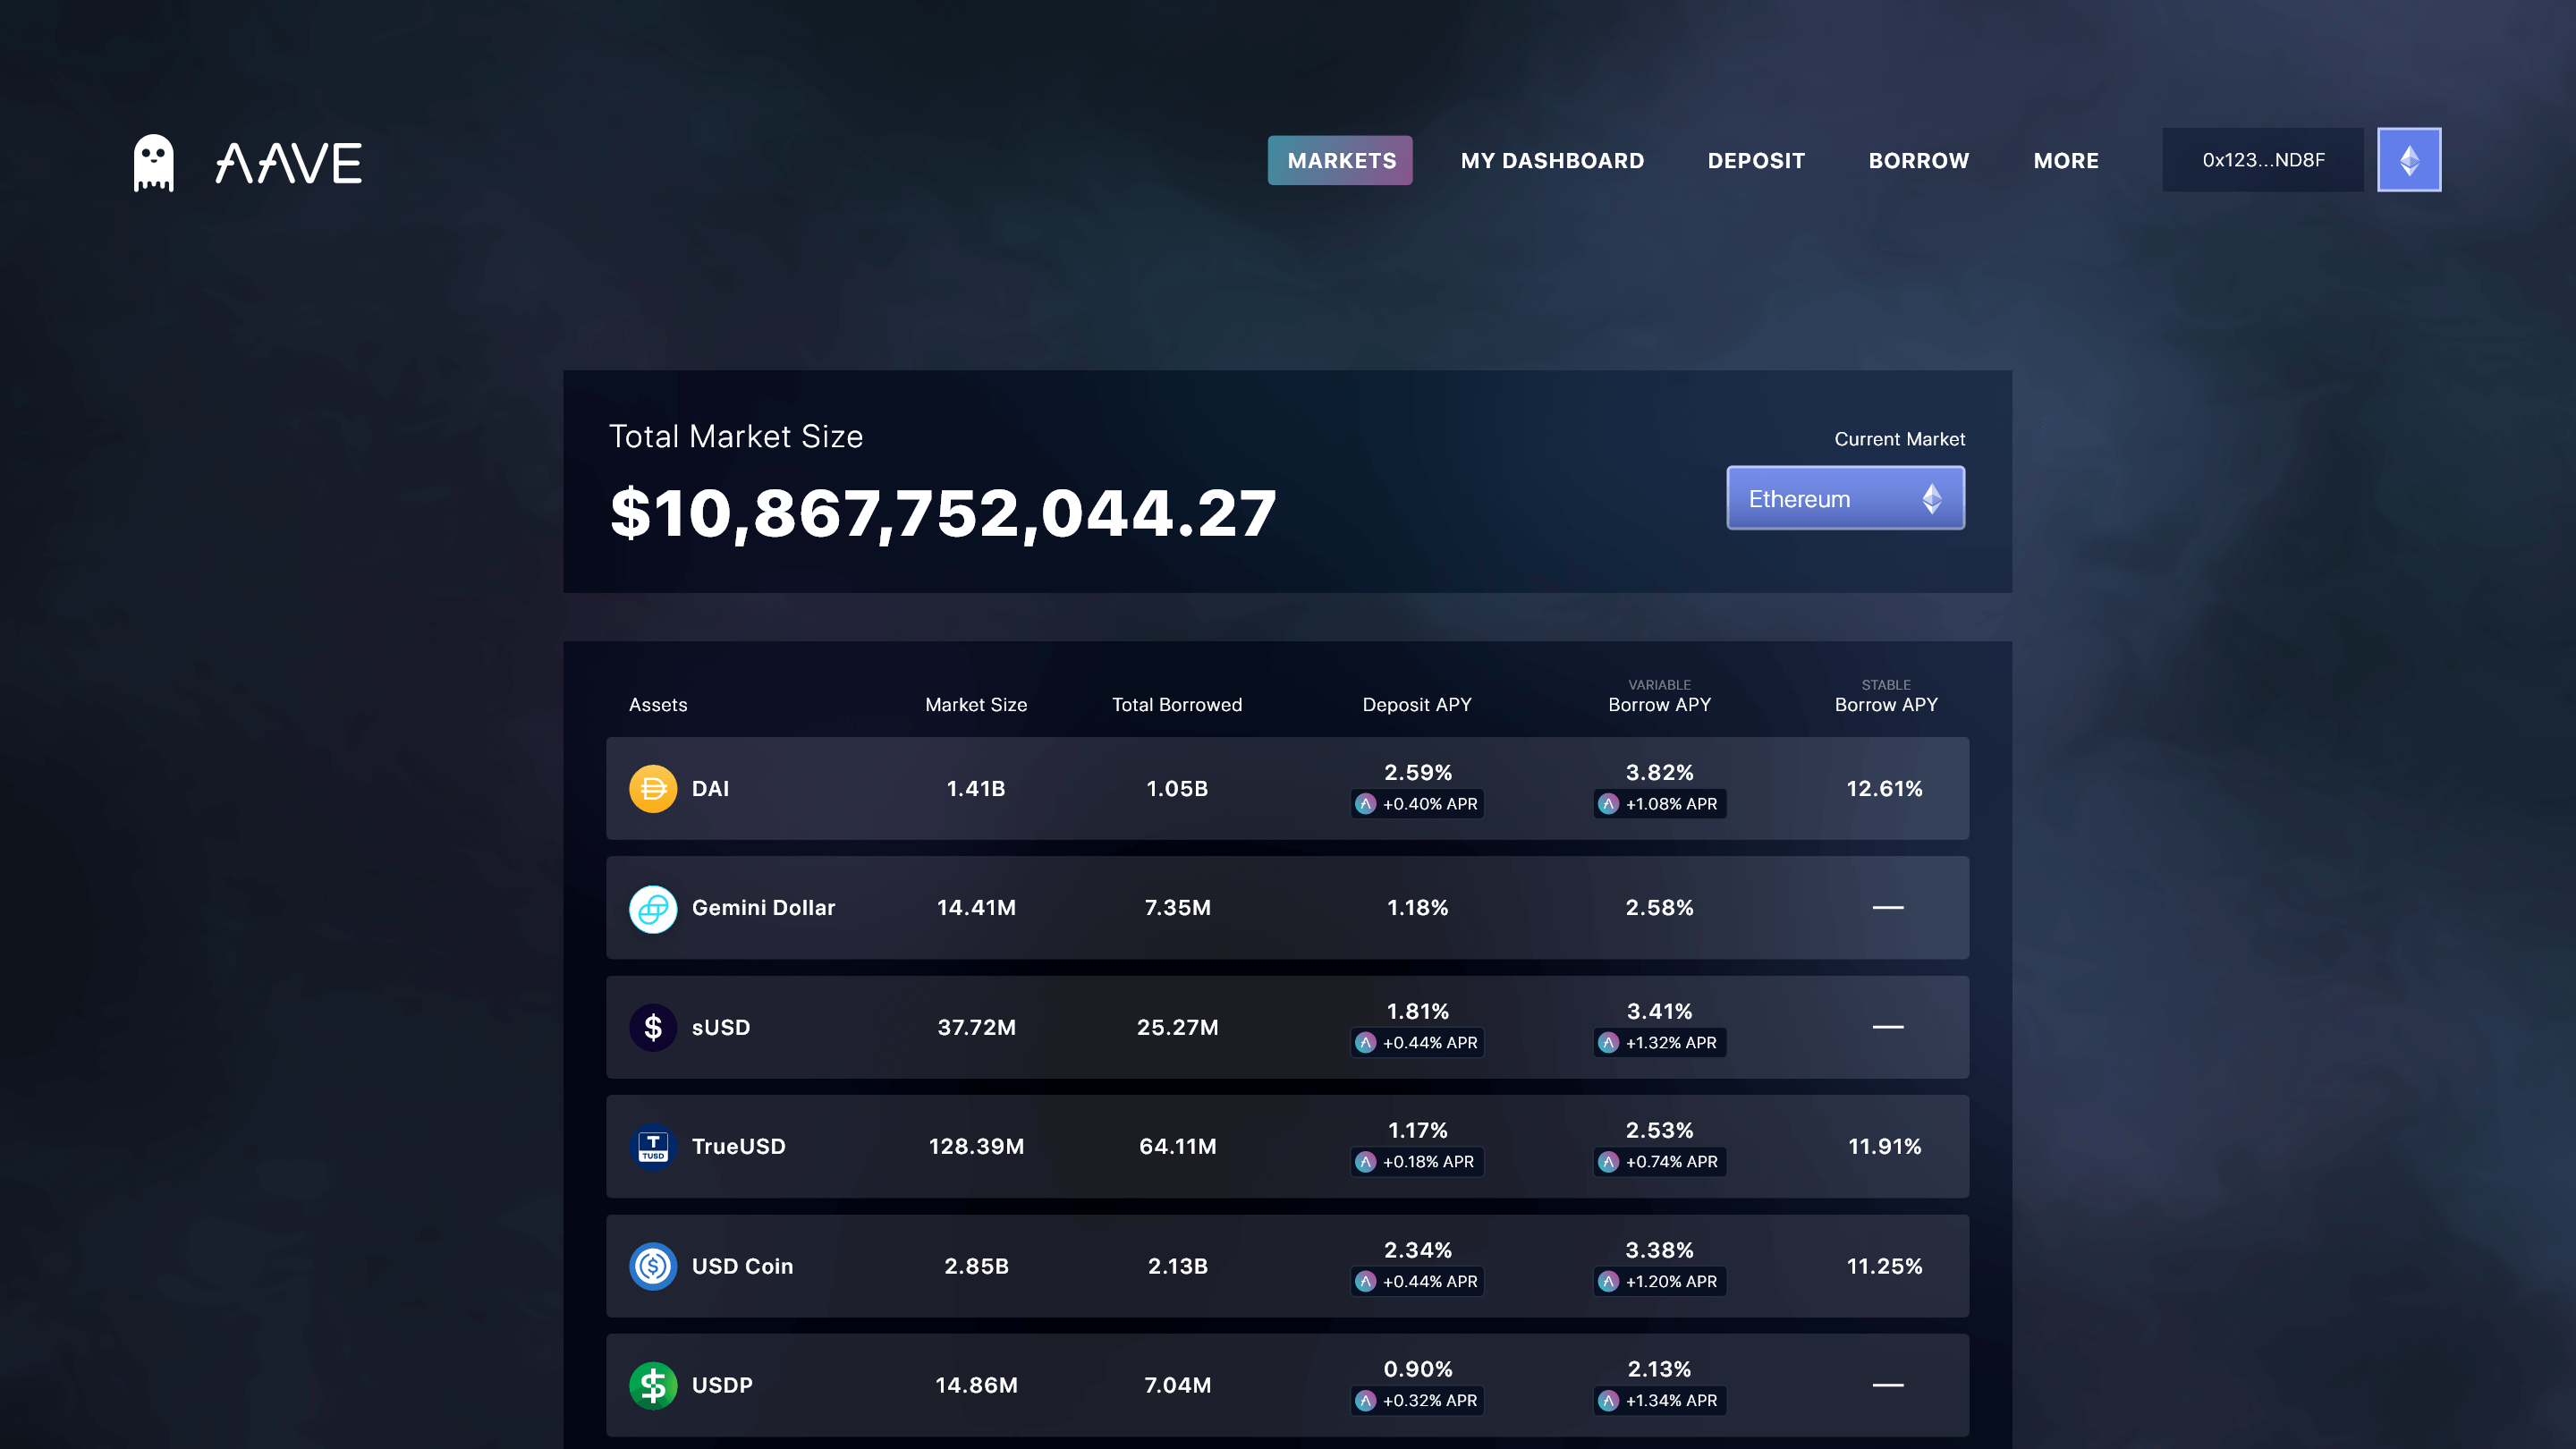 AAVE
MARKETS MY DASHBOARD DEPOSIT BORROW MORE 0x123...ND8F
Total Market Size
$10,867,752,044.27
Current Market
Ethereum
Assets Market Size Total Borrowed Deposit APY VARIABLE Borrow APY STABLE Borrow APY
DAI 1.41B 1.05B 2.59% 3.82% 12.61%
+0.40% APR +1.08% APR
Gemini Dollar 14.41M 7.35M 1.18% 2.58% —
sUSD 37.72M 25.27M 1.81% 3.41% —
$
+0.44% APR +1.32% APR
TrueUSD 128.39M 64.11M 1.17% 2.53% 11.91%
T
TUSD
+0.18% APR +0.74% APR
USD Coin 2.85B 2.13B 2.34% 3.38% 11.25%
$
+0.44% APR +1.20% APR
USDP 14.86M 7.04M 0.90% 2.13% —
$
+0.32% APR +1.34% APR